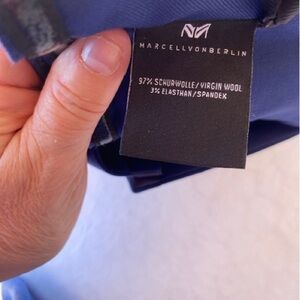 MARCELLVONBERLIN
97% SCHURWOLLE/VIRGIN WOOL
3% ELASTHAN/SPANDEX